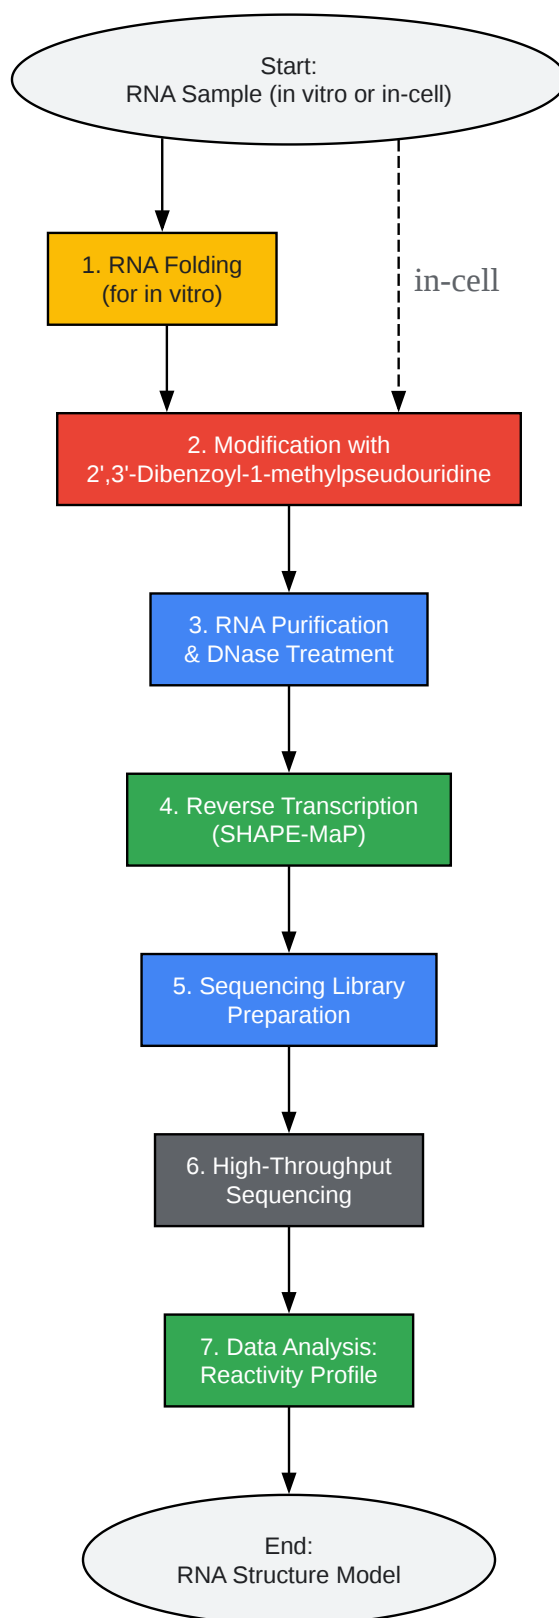 Start:
RNA Sample (in vitro or in-cell)
1. RNA Folding
(for in vitro)
in-cell
2. Modification with
2',3'-Dibenzoyl-1-methylpseudouridine
3. RNA Purification
& DNase Treatment
4. Reverse Transcription
(SHAPE-MaP)
5. Sequencing Library
Preparation
6. High-Throughput
Sequencing
7. Data Analysis:
Reactivity Profile
End:
RNA Structure Model